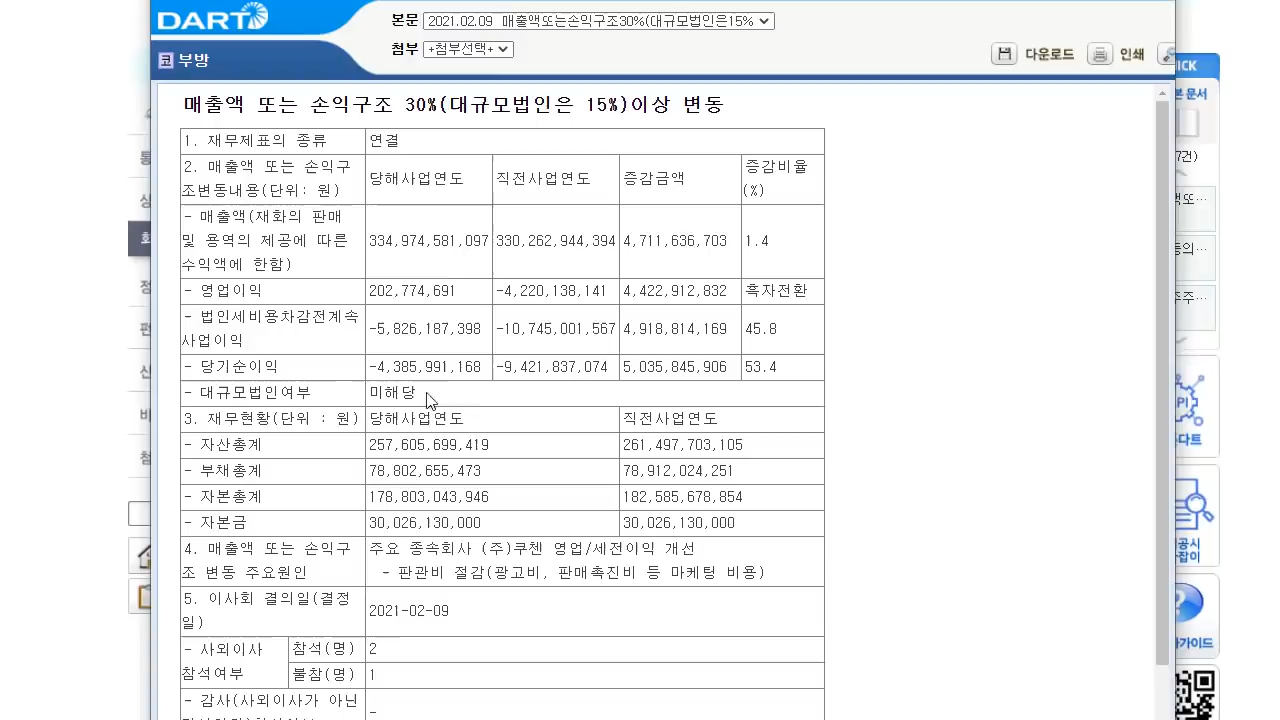 DART
본문 2021.02.09 매출액또는손익구조30%(대규모법인은15%
첨부 +첨부선택+
코 부방
다운로드 인쇄
매출액 또는 손익구조 30%(대규모법인은 15%)이상 변동
1. 재무제표의 종류 연결
2. 매출액 또는 손익구
조변동내용(단위: 원)
당해사업연도 직전사업연도 증감금액 증감비율
(%)
- 매출액(재화의 판매
및 용역의 제공에 따른
수익액에 한함)
334,974,581,097 330,262,944,394 4,711,636,703 1.4
- 영업이익 202,774,691 -4,220,138,141 4,422,912,832 흑자전환
- 법인세비용차감전계속
사업이익
-5,826,187,398 -10,745,001,567 4,918,814,169 45.8
- 당기순이익 -4,385,991,168 -9,421,837,074 5,035,845,906 53.4
- 대규모법인여부 미해당
3. 재무현황(단위 : 원) 당해사업연도 직전사업연도
- 자산총계 257,605,699,419 261,497,703,105
- 부채총계 78,802,655,473 78,912,024,251
- 자본총계 178,803,043,946 182,585,678,854
- 자본금 30,026,130,000 30,026,130,000
4. 매출액 또는 손익구
조 변동 주요원인
주요 종속회사 (주)쿠첸 영업/세전이익 개선
- 판관비 절감(광고비, 판매촉진비 등 마케팅 비용)
5. 이사회 결의일(결정
일)
2021-02-09
- 사외이사
참석여부
참석(명) 2
불참(명) 1
- 감사(사외이사가 아닌
-